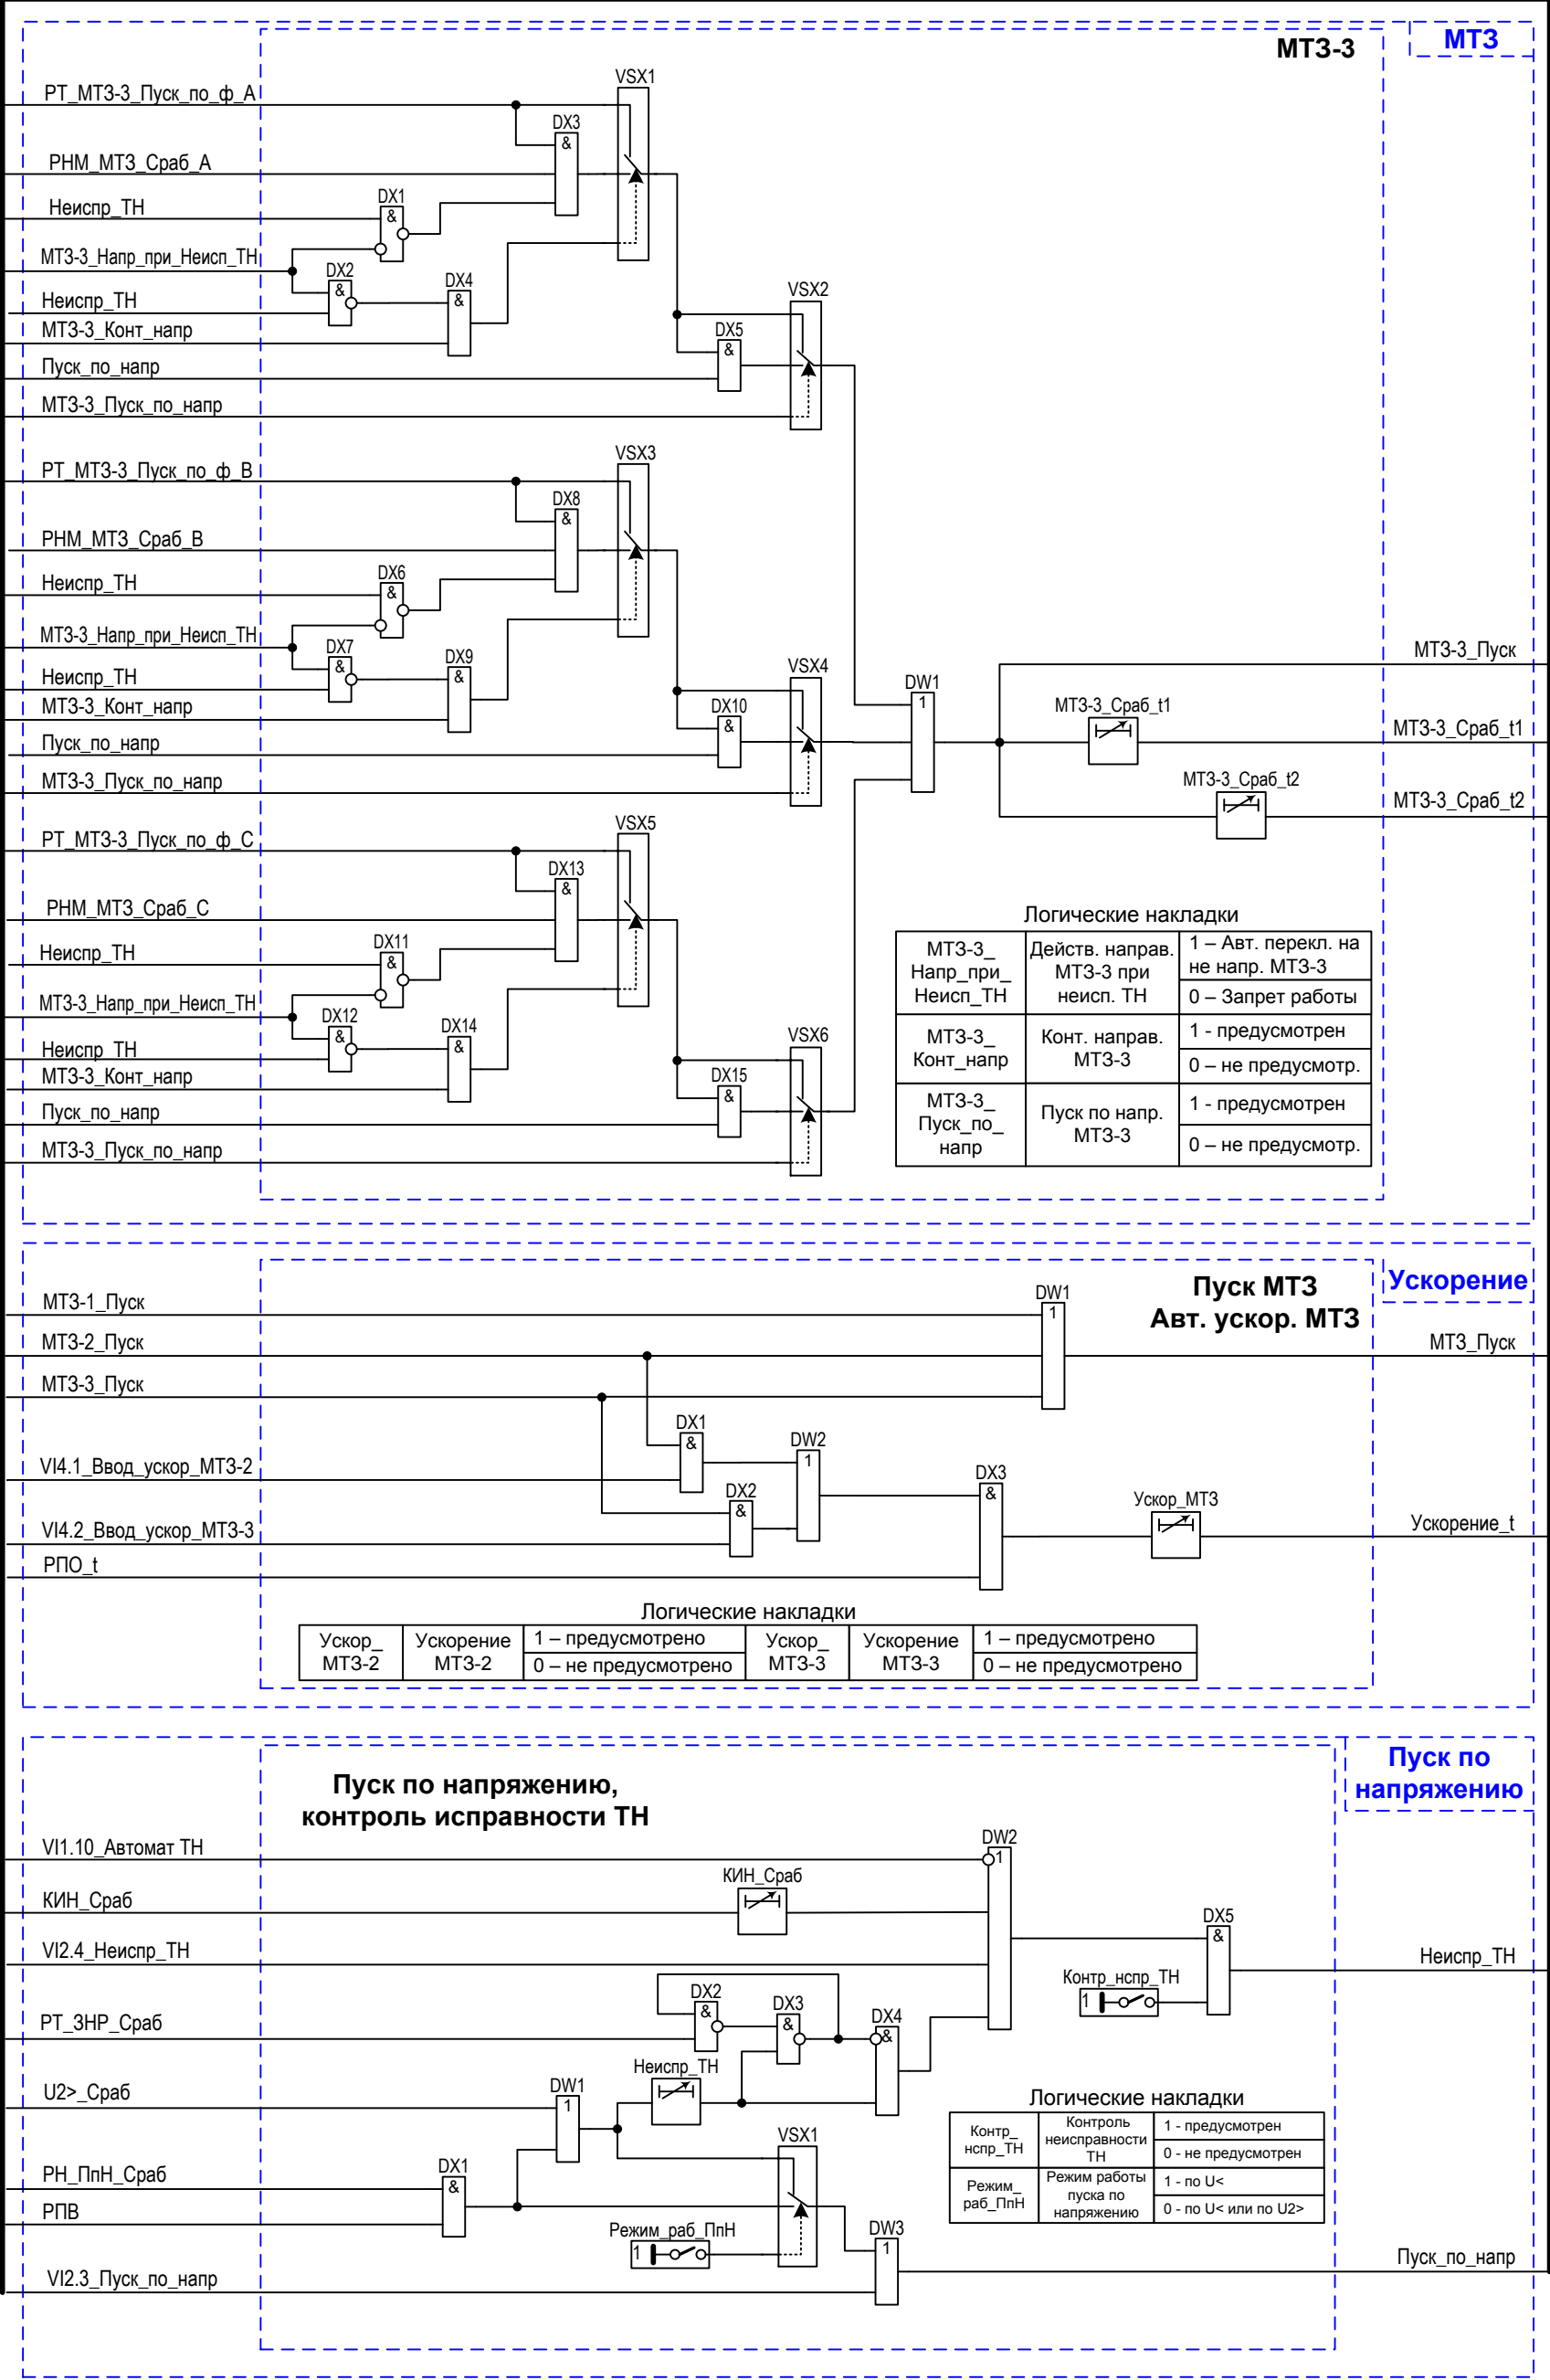 МТЗ-3
МТЗ
VSX1
РТ_МТЗ-3_Пуск_по_ф_А
DX3
&
РНМ_МТЗ_Сраб_А
DX1
&
Неиспр_ТН
МТЗ-3_Напр_при_Неисп_ТН
DX2
&
DX4
&
Неиспр_ТН
VSX2
МТЗ-3_Конт_напр
DX5
&
Пуск_по_напр
МТЗ-3_Пуск_по_напр
VSX3
РТ_МТЗ-3_Пуск_по_ф_В
DX8
&
РНМ_МТЗ_Сраб_В
DX6
&
Неиспр_ТН
МТЗ-3_Напр_при_Неисп_ТН
DX7
&
DX9
&
Неиспр_ТН
VSX4
МТЗ-3_Конт_напр
DX10
&
Пуск_по_напр
МТЗ-3_Пуск_по_напр
DW1
1
МТЗ-3_Сраб_t1
МТЗ-3_Сраб_t2
МТЗ-3_Пуск
МТЗ-3_Сраб_t1
МТЗ-3_Сраб_t2
VSX5
РТ_МТЗ-3_Пуск_по_ф_С
DX13
&
РНМ_МТЗ_Сраб_С
DX11
&
Неиспр_ТН
МТЗ-3_Напр_при_Неисп_ТН
DX12
&
DX14
&
Неиспр_ТН
VSX6
МТЗ-3_Конт_напр
DX15
&
Пуск_по_напр
МТЗ-3_Пуск_по_напр
Логические накладки
МТЗ-3_
Напр_при_
Неисп_ТН
Действ. направ.
МТЗ-3 при
неисп. ТН
1 – Авт. перекл. на
не напр. МТЗ-3
0 – Запрет работы
МТЗ-3_
Конт_напр
Конт. направ.
МТЗ-3
1 - предусмотрен
0 – не предусмотр.
МТЗ-3_
Пуск_по_
напр
Пуск по напр.
МТЗ-3
1 - предусмотрен
0 – не предусмотр.
Пуск МТЗ
Авт. ускор. МТЗ
Ускорение
МТЗ-1_Пуск
DW1
1
МТЗ-2_Пуск
МТЗ_Пуск
МТЗ-3_Пуск
DX1
&
DW2
1
VI4.1_Ввод_ускор_МТЗ-2
DX2
&
DX3
&
Ускор_МТЗ
Ускорение_t
VI4.2_Ввод_ускор_МТЗ-3
РПО_t
Логические накладки
Ускор_
МТЗ-2
Ускорение
МТЗ-2
1 – предусмотрено
0 – не предусмотрено
Ускор_
МТЗ-3
Ускорение
МТЗ-3
1 – предусмотрено
0 – не предусмотрено
Пуск по напряжению,
контроль исправности ТН
Пуск по
напряжению
VI1.10_Автомат ТН
DW2
1
КИН_Сраб
КИН_Сраб
VI2.4_Неиспр_ТН
DX5
&
Неиспр_ТН
Контр_нспр_ТН
1
DX2
&
DX3
&
DX4
&
РТ_ЗНР_Сраб
Неиспр_ТН
U2>_Сраб
DW1
1
VSX1
РН_ПпН_Сраб
DX1
&
РПВ
Режим_раб_ПпН
1
DW3
1
VI2.3_Пуск_по_напр
Пуск_по_напр
Логические накладки
Контр_
нспр_ТН
Контроль
неисправности
ТН
1 - предусмотрен
0 - не предусмотрен
Режим_
раб_ПпН
Режим работы
пуска по
напряжению
1 - по U<
0 - по U< или по U2>